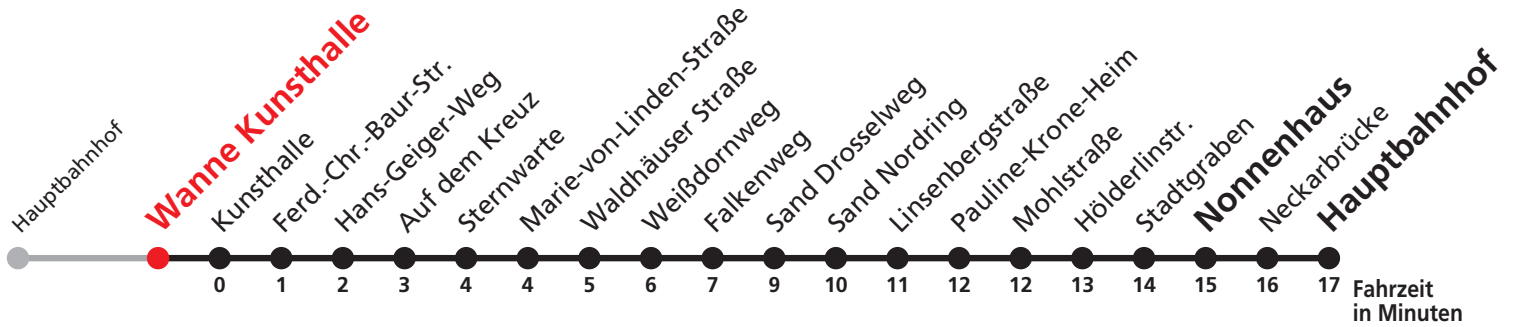 Hauptbahnhof
Wanne Kunsthalle
Kunsthalle
Ferd.-Chr.-Baur-Str.
Hans-Geiger-Weg
Auf dem Kreuz
Sternwarte
Marie-von-Linden-Straße
Waldhäuser Straße
Weißdornweg
Falkenweg
Sand Drosselweg
Sand Nordring
Linsenbergstraße
Pauline-Krone-Heim
Mohlstraße
Hölderlinstr.
Stadtgraben
Nonnenhaus
Neckarbrücke
Hauptbahnhof
0 1 2 3 4 4 5 6 7 9 10 11 12 12 13 14 15 16 17
Fahrzeit
in Minuten